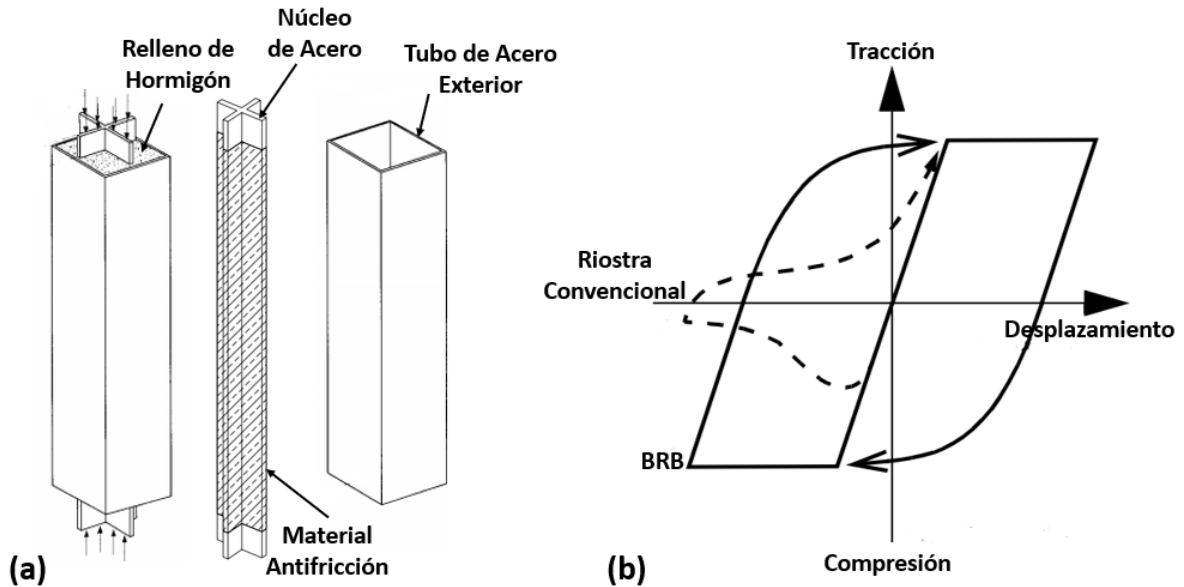 Núcleo
de Acero
Relleno de
Hormigón
Tubo de Acero
Exterior
Material
Antifricción
(a)
Tracción
Riostra
Convencional
Desplazamiento
BRB
Compresión
(b)